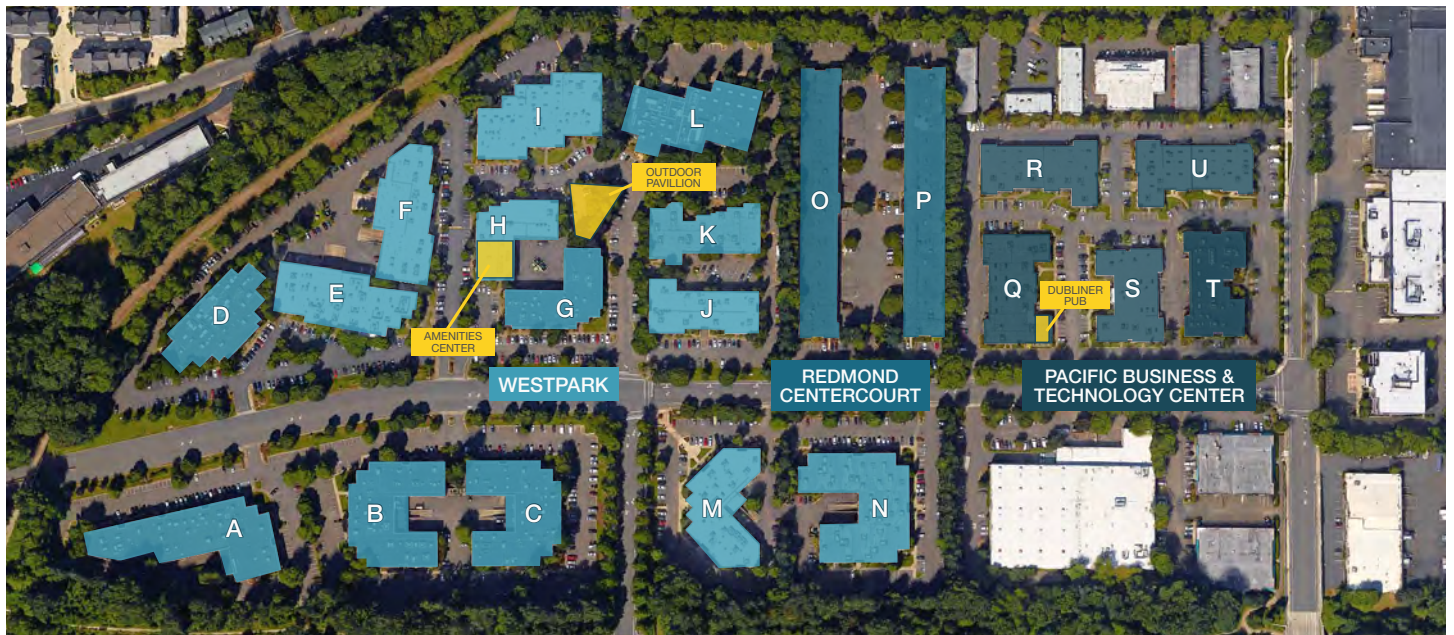 I
L
OUTDOOR
PAVILLION
R
U
F
O
P
H
K
D
E
G
J
Q
S
T
DUBLINER
PUB
AMENITIES
CENTER
WESTPARK
REDMOND
CENTERCOURT
PACIFIC BUSINESS &
TECHNOLOGY CENTER
A
B
C
M
N